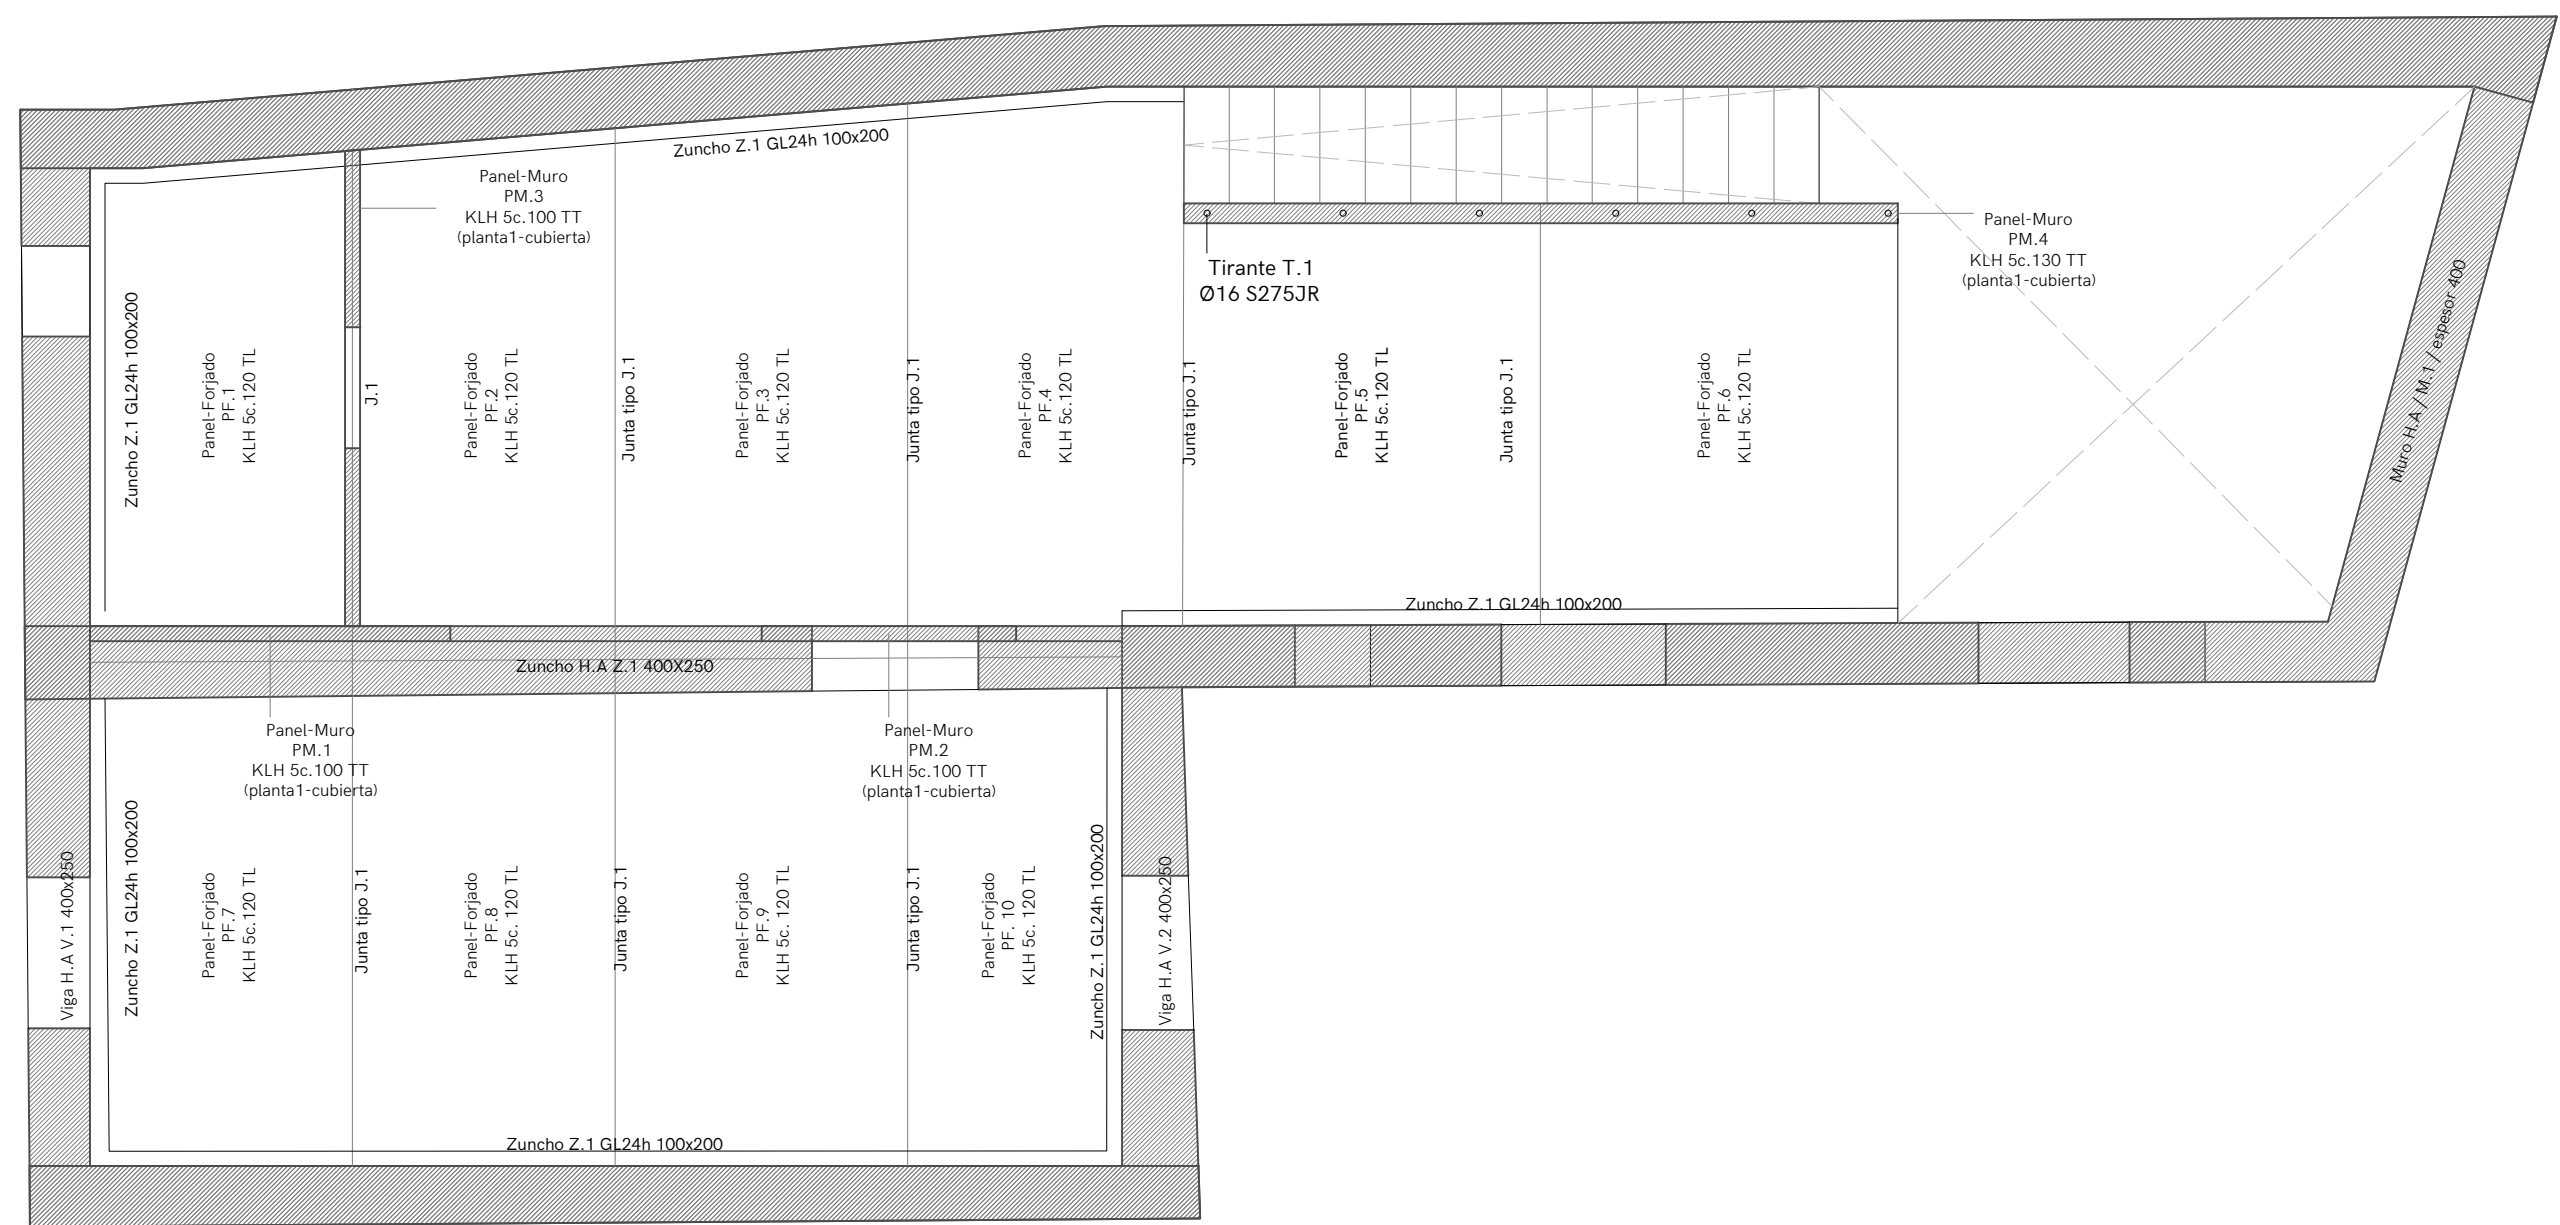 Zuncho Z.1 GL24h 100x200
Panel-Muro
PM.3
KLH 5c.100 TT
(planta1-cubierta)
Panel-Muro
PM.4
KLH 5c.130 TT
(planta1-cubierta)
Tirante T.1
Ø16 S275JR
Muro H.A / M.1 / espesor 400
Zuncho Z.1 GL24h 100x200
Panel-Forjado
PF.1
KLH 5c.120 TL
J.1
Panel-Forjado
PF.2
KLH 5c.120 TL
Junta tipo J.1
Panel-Forjado
PF.3
KLH 5c.120 TL
Junta tipo J.1
Panel-Forjado
PF.4
KLH 5c.120 TL
Junta tipo J.1
Panel-Forjado
PF.5
KLH 5c.120 TL
Junta tipo J.1
Panel-Forjado
PF.6
KLH 5c.120 TL
Zuncho Z.1 GL24h 100x200
Zuncho H.A Z.1 400X250
Panel-Muro
PM.1
KLH 5c.100 TT
(planta1-cubierta)
Panel-Muro
PM.2
KLH 5c.100 TT
(planta1-cubierta)
Viga H.A V.1 400x250
Zuncho Z.1 GL24h 100x200
Panel-Forjado
PF.7
KLH 5c.120 TL
Junta tipo J.1
Panel-Forjado
PF.8
KLH 5c. 120 TL
Junta tipo J.1
Panel-Forjado
PF.9
KLH 5c. 120 TL
Junta tipo J.1
Panel-Forjado
PF. 10
KLH 5c. 120 TL
Zuncho Z.1 GL24h 100x200
Viga H.A V.2 400x250
Zuncho Z.1 GL24h 100x200